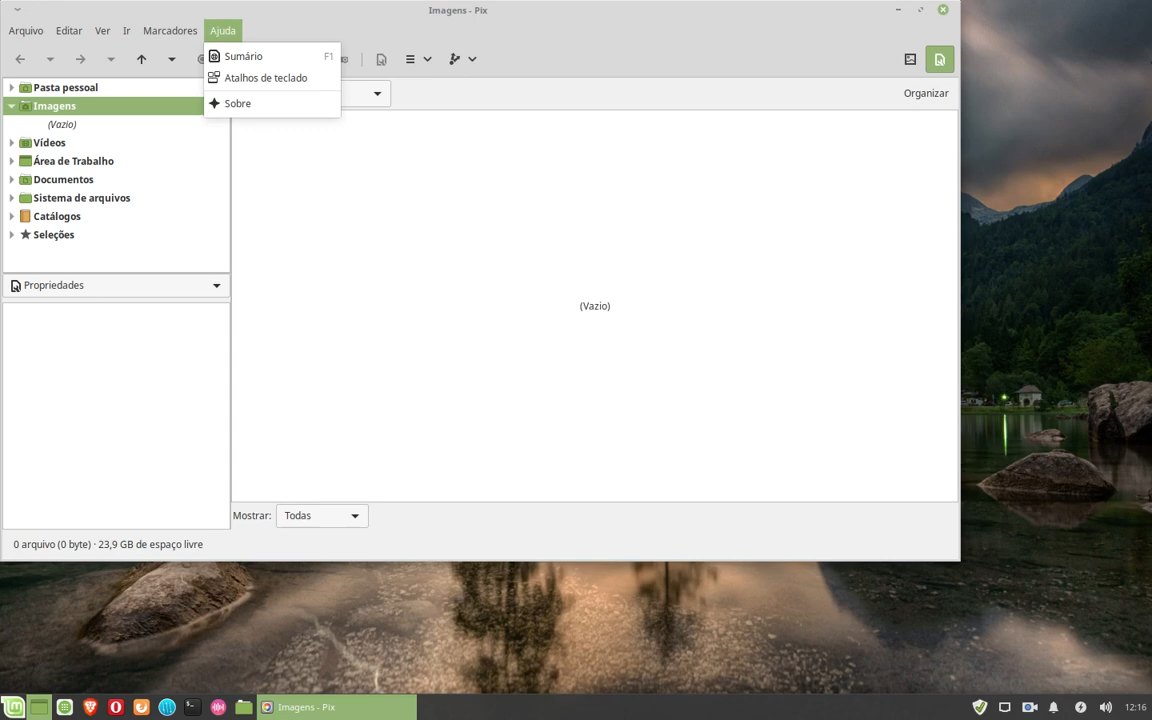 Imagens - Pix
Arquivo Editar Ver Ir Marcadores Ajuda
Sumário F1
Atalhos de teclado
Sobre
Organizar
Pasta pessoal
Imagens
(Vazio)
Vídeos
Área de Trabalho
Documentos
Sistema de arquivos
Catálogos
Seleções
Propriedades
(Vazio)
Mostrar: Todas
0 arquivo (0 byte) · 23,9 GB de espaço livre
Imagens - Pix
12:16